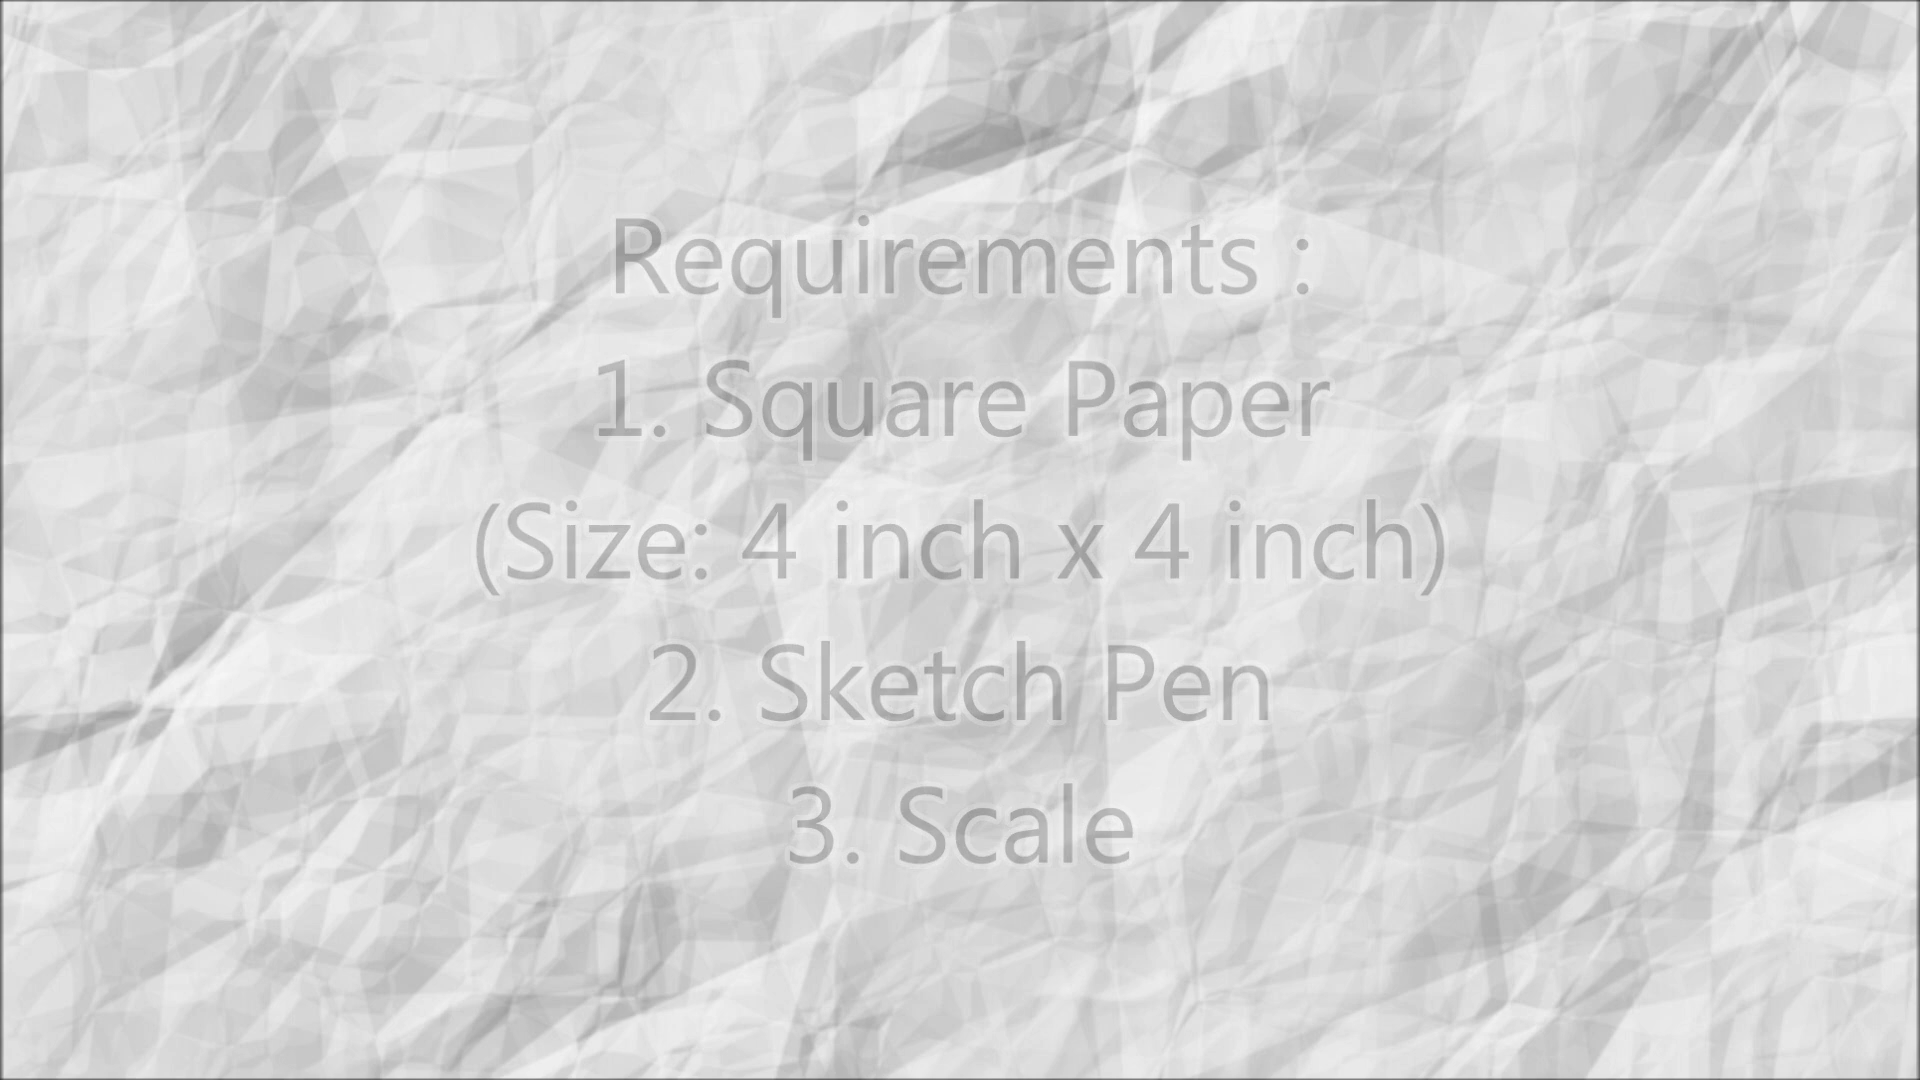 Requirements :
1. Square Paper
(Size: 4 inch x 4 inch)
2. Sketch Pen
3. Scale